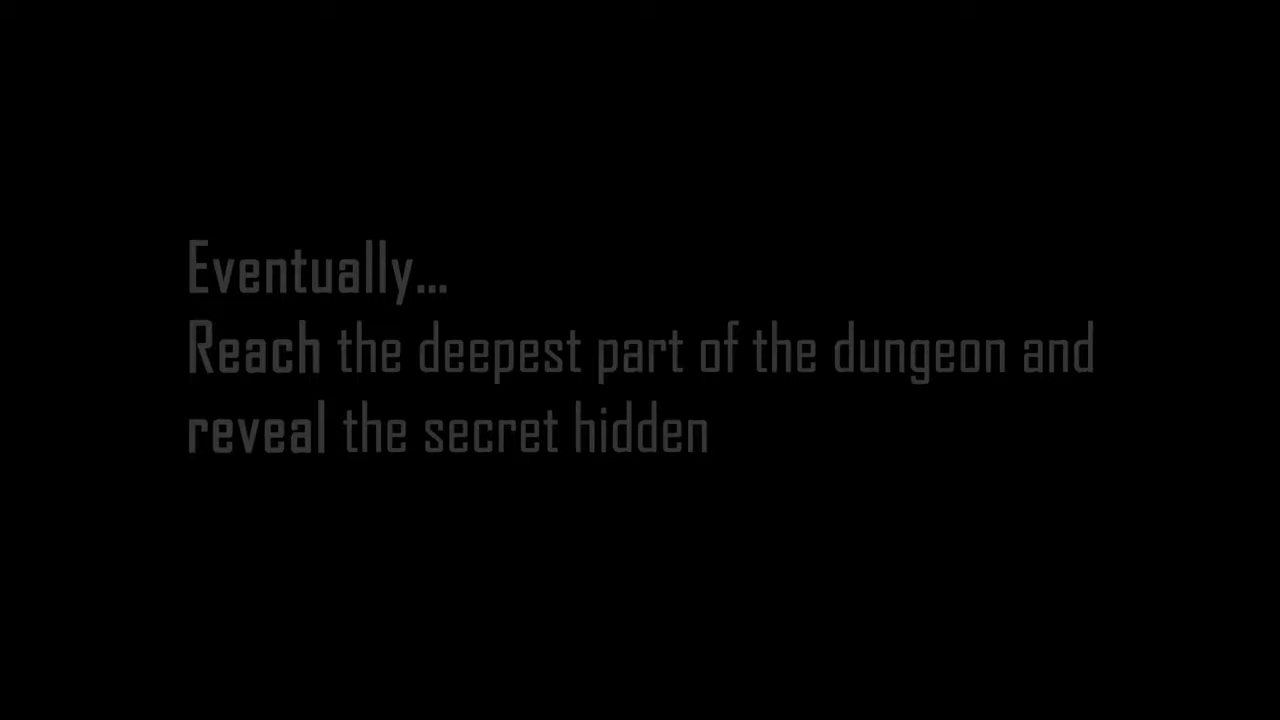 Eventually...
Reach the deepest part of the dungeon and
reveal the secret hidden